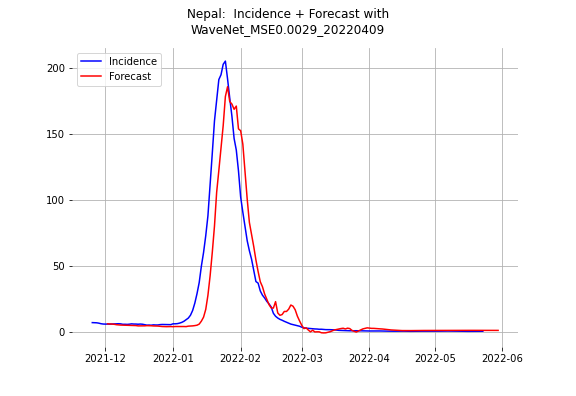 Nepal:  Incidence + Forecast with
WaveNet_MSE0.0029_20220409
Incidence
Forecast
200
150
100
50
0
2021-12 2022-01 2022-02 2022-03 2022-04 2022-05 2022-06